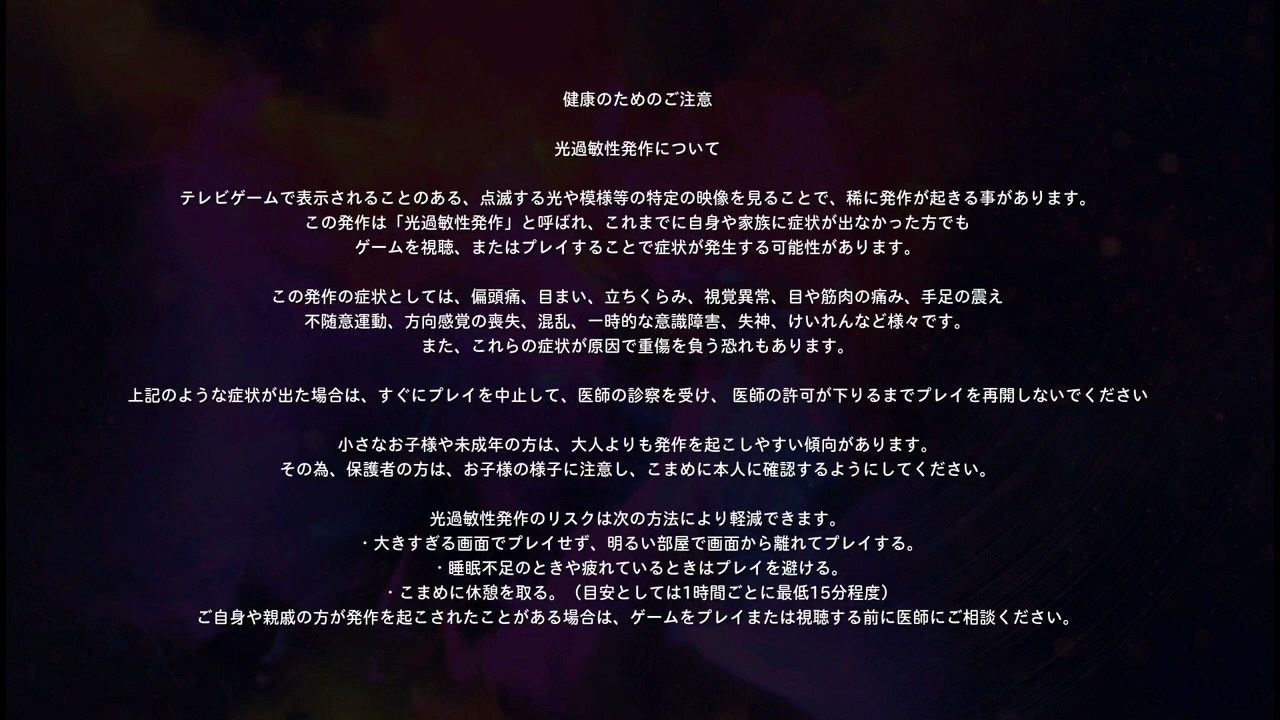 健康のためのご注意
光過敏性発作について
テレビゲームで表示されることのある、点滅する光や模様等の特定の映像を見ることで、稀に発作が起きる事があります。
この発作は「光過敏性発作」と呼ばれ、これまでに自身や家族に症状が出なかった方でも
ゲームを視聴、またはプレイすることで症状が発生する可能性があります。
この発作の症状としては、偏頭痛、目まい、立ちくらみ、視覚異常、目や筋肉の痛み、手足の震え
不随意運動、方向感覚の喪失、混乱、一時的な意識障害、失神、けいれんなど様々です。
また、これらの症状が原因で重傷を負う恐れもあります。
上記のような症状が出た場合は、すぐにプレイを中止して、医師の診察を受け、 医師の許可が下りるまでプレイを再開しないでください
小さなお子様や未成年の方は、大人よりも発作を起こしやすい傾向があります。
その為、保護者の方は、お子様の様子に注意し、こまめに本人に確認するようにしてください。
光過敏性発作のリスクは次の方法により軽減できます。
・大きすぎる画面でプレイせず、明るい部屋で画面から離れてプレイする。
・睡眠不足のときや疲れているときはプレイを避ける。
・こまめに休憩を取る。（目安としては1時間ごとに最低15分程度）
ご自身や親戚の方が発作を起こされたことがある場合は、ゲームをプレイまたは視聴する前に医師にご相談ください。